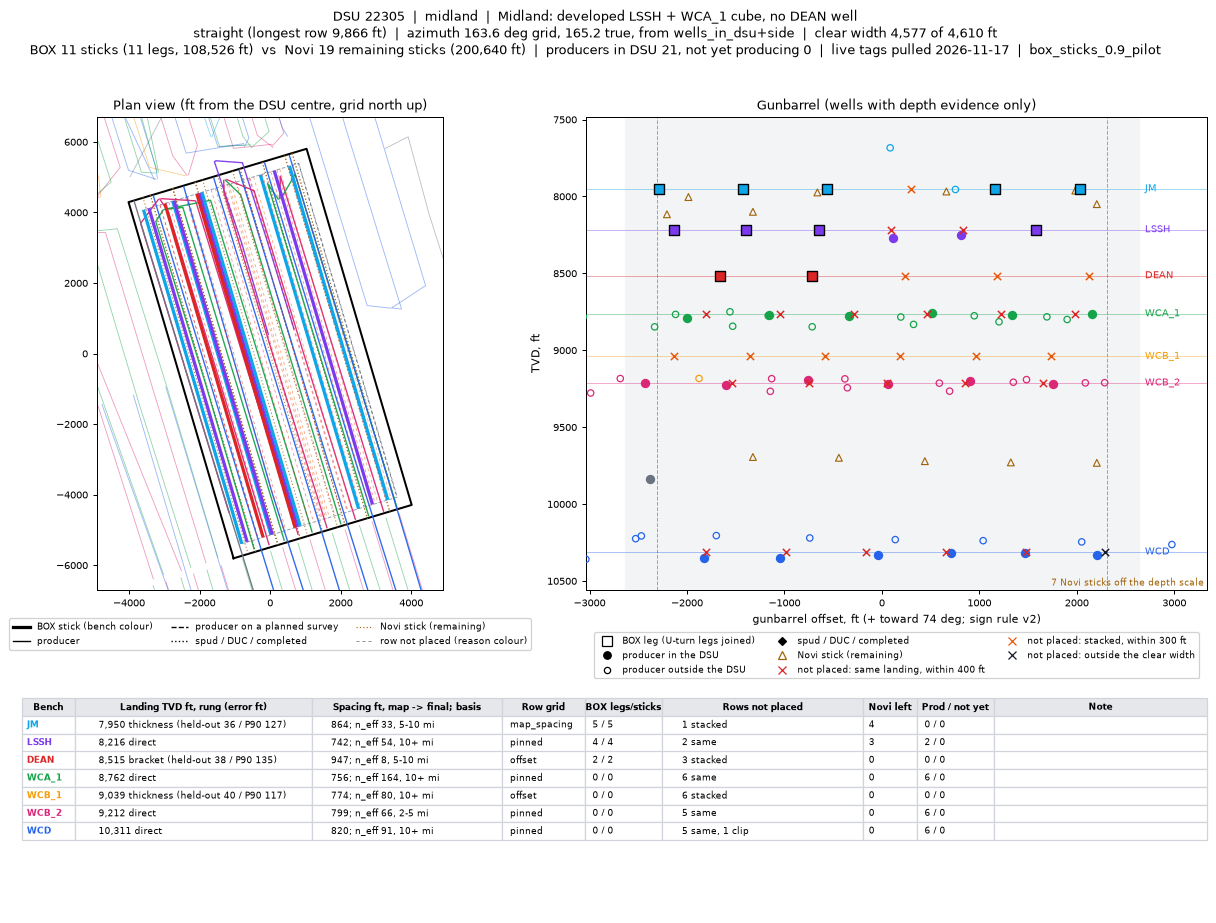 DSU 22305 | midland | Midland: developed LSSH + WCA_1 cube, no DEAN well
straight (longest row 9,866 ft) | azimuth 163.6 deg grid, 165.2 true, from wells_in_dsu+side | clear width 4,577 of 4,610 ft
BOX 11 sticks (11 legs, 108,526 ft) vs Novi 19 remaining sticks (200,640 ft) | producers in DSU 21, not yet producing 0 | live tags pulled 2026-11-17 | box_sticks_0.9_pilot
Plan view (ft from the DSU centre, grid north up)
6000
4000
2000
0
−2000
−4000
−6000
−4000 −2000 0 2000 4000
BOX stick (bench colour)
producer
producer on a planned survey
spud / DUC / completed
Novi stick (remaining)
row not placed (reason colour)
Gunbarrel (wells with depth evidence only)
TVD, ft
7500
8000
8500
9000
9500
10000
10500
JM
LSSH
DEAN
WCA_1
WCB_1
WCB_2
WCD
7 Novi sticks off the depth scale
−3000 −2000 −1000 0 1000 2000 3000
gunbarrel offset, ft (+ toward 74 deg; sign rule v2)
BOX leg (U-turn legs joined)
producer in the DSU
producer outside the DSU
spud / DUC / completed
Novi stick (remaining)
not placed: same landing, within 400 ft
not placed: stacked, within 300 ft
not placed: outside the clear width
Bench Landing TVD ft, rung (error ft) Spacing ft, map -> final; basis Row grid BOX legs/sticks Rows not placed Novi left Prod / not yet Note
JM 7,950 thickness (held-out 36 / P90 127) 864; n_eff 33, 5-10 mi map_spacing 5 / 5 1 stacked 4 0 / 0
LSSH 8,216 direct 742; n_eff 54, 10+ mi pinned 4 / 4 2 same 3 2 / 0
DEAN 8,515 bracket (held-out 38 / P90 135) 947; n_eff 8, 5-10 mi offset 2 / 2 3 stacked 0 0 / 0
WCA_1 8,762 direct 756; n_eff 164, 10+ mi pinned 0 / 0 6 same 0 6 / 0
WCB_1 9,039 thickness (held-out 40 / P90 117) 774; n_eff 80, 10+ mi offset 0 / 0 6 stacked 0 0 / 0
WCB_2 9,212 direct 799; n_eff 66, 2-5 mi pinned 0 / 0 5 same 0 6 / 0
WCD 10,311 direct 820; n_eff 91, 10+ mi pinned 0 / 0 5 same, 1 clip 0 6 / 0